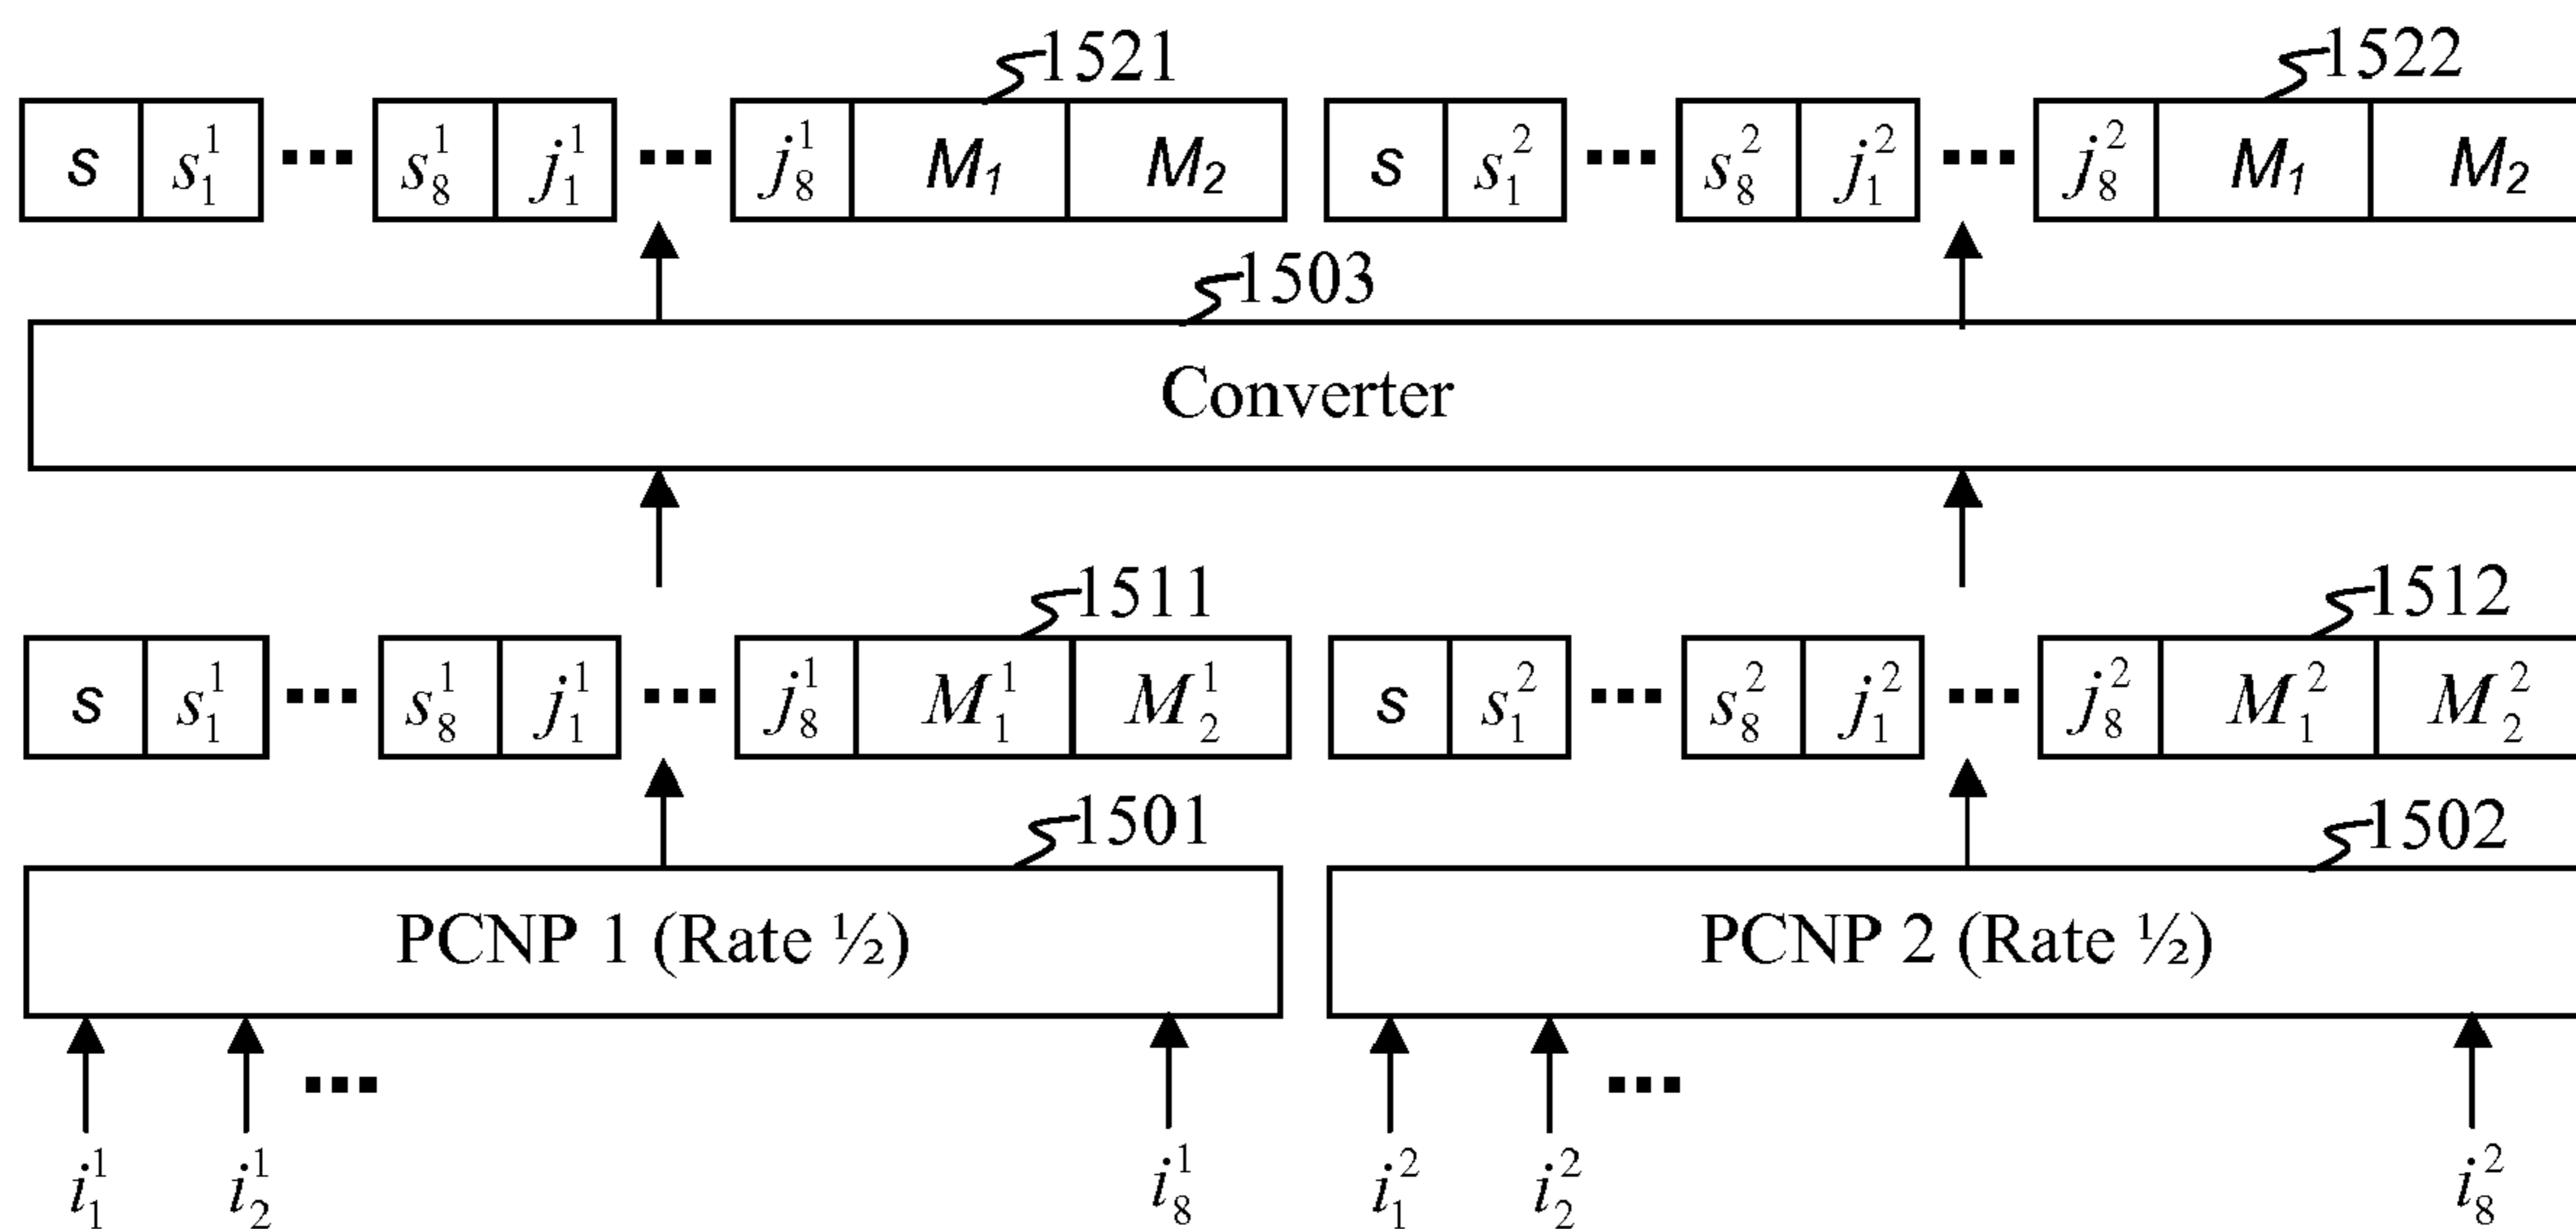 1521 1522
s s_1^1 ... s_8^1 j_1^1 ... j_8^1 M_1 M_2 s s_1^2 ... s_8^2 j_1^2 ... j_8^2 M_1 M_2
1503
Converter
1511 1512
s s_1^1 ... s_8^1 j_1^1 ... j_8^1 M_1^1 M_2^1 s s_1^2 ... s_8^2 j_1^2 ... j_8^2 M_1^2 M_2^2
1501 1502
PCNP 1 (Rate ½) PCNP 2 (Rate ½)
... ...
i_1^1 i_2^1 i_8^1 i_1^2 i_2^2 i_8^2